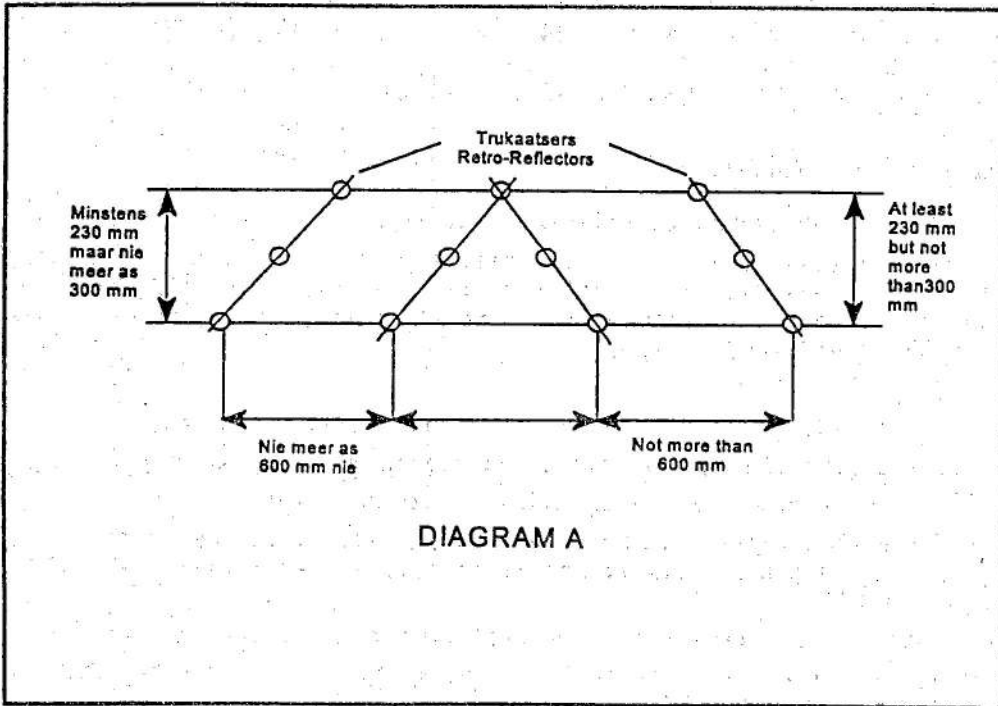 Trukaatsers
Retro-Reflectors
Minstens
230 mm
maar nie
meer as
300 mm
At least
230 mm
but not
more
than300
mm
Nie meer as
600 mm nie
Not more than
600 mm
DIAGRAM A